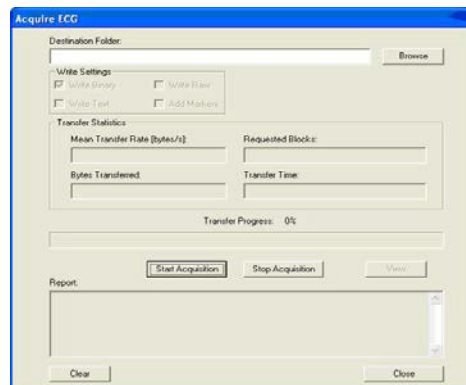 Acquire ECG
Destination Folder:
Browse
Write Settings
Write Binary Write Raw
Write Text Add Markers
Transfer Statistics
Mean Transfer Rate [bytes/s]: Requested Blocks:
Bytes Transferred: Transfer Time:
Transfer Progress: 0%
Start Acquisition Stop Acquisition View
Report:
Clear Close